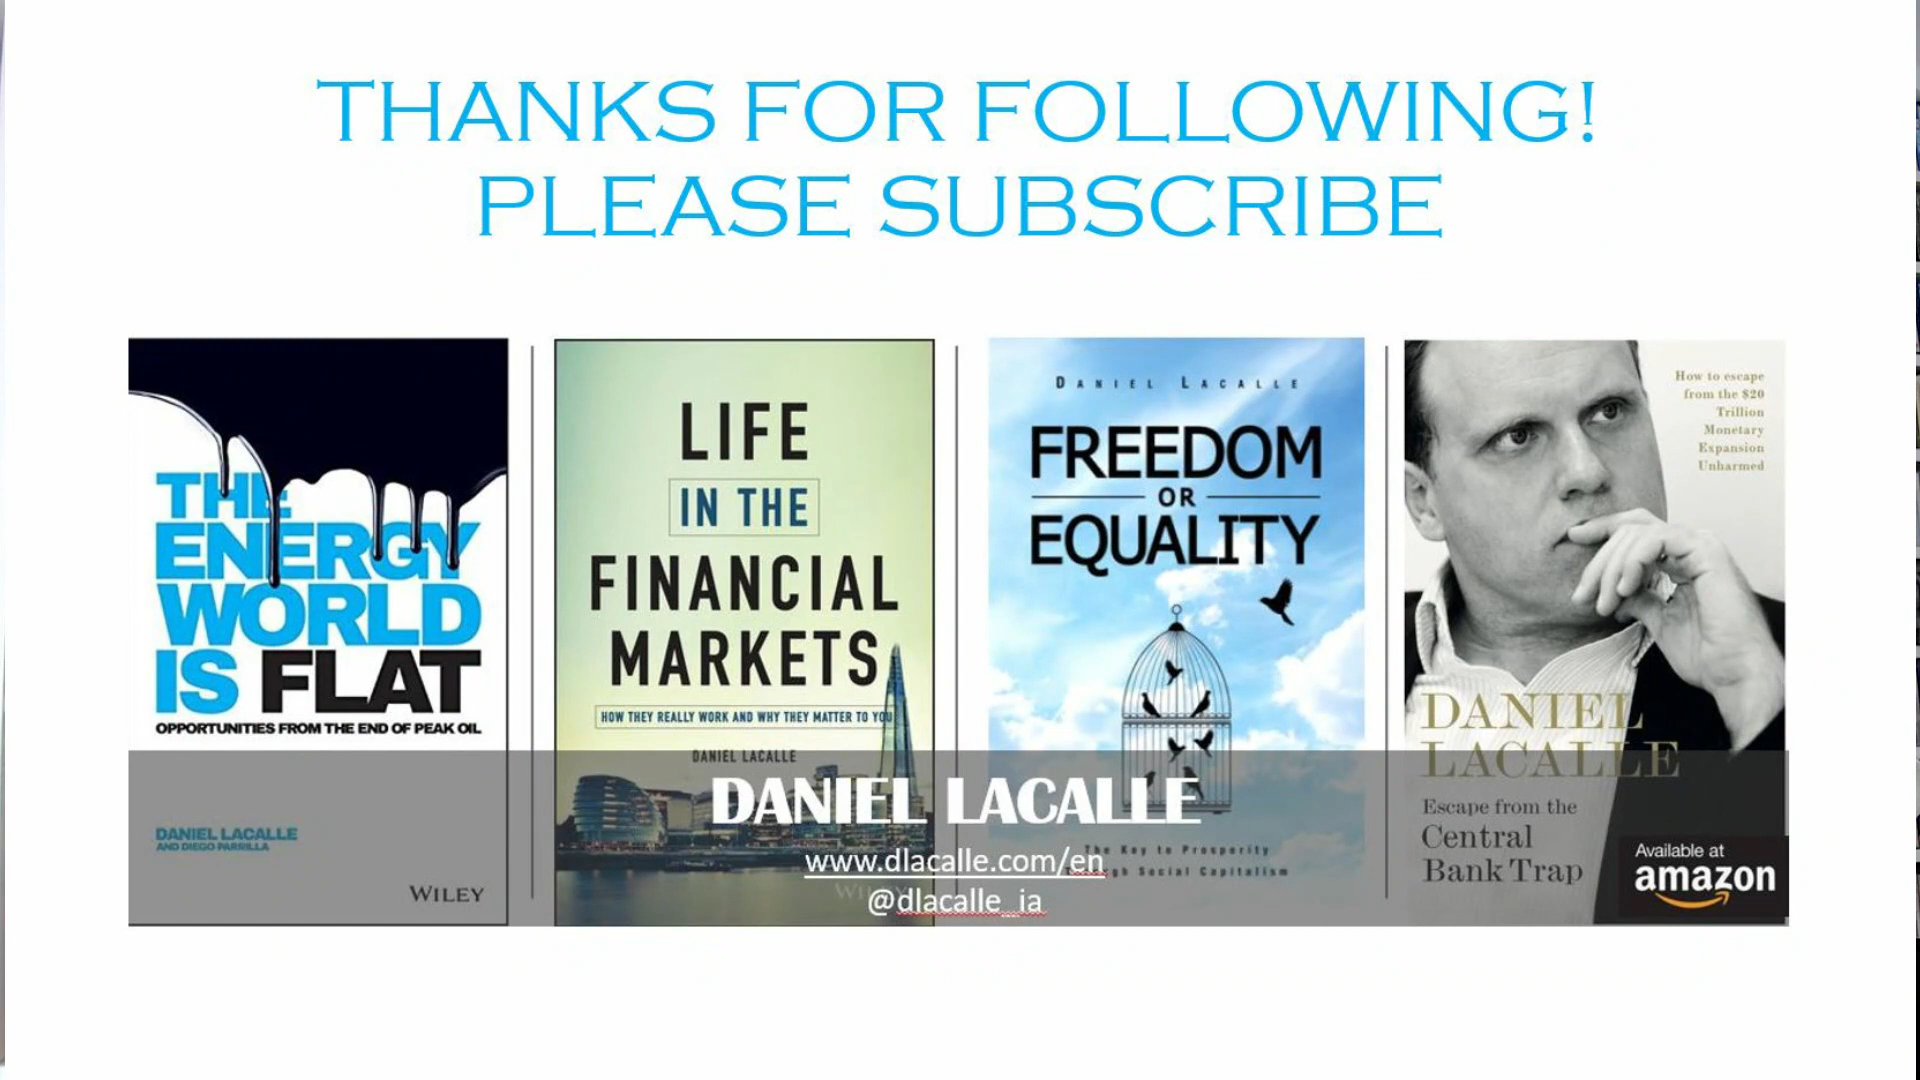 THANKS FOR FOLLOWING!
PLEASE SUBSCRIBE
THE
ENERGY
WORLD
IS FLAT
OPPORTUNITIES FROM THE END OF PEAK OIL
DANIEL LACALLE
AND DIEGO PARRILLA
WILEY
LIFE
IN THE
FINANCIAL
MARKETS
HOW THEY REALLY WORK AND WHY THEY MATTER TO YOU
DANIEL LACALLE
WILEY
DANIEL LACALLE
FREEDOM
OR
EQUALITY
The Key to Prosperity
Social Capitalism
How to escape
from the $20
Trillion
Monetary
Expansion
Unharmed
DANIEL
LACALLE
Escape from the
Central
Bank Trap
Available at
amazon
DANIEL LACALLE
www.dlacalle.com/en
@dlacalle_ia